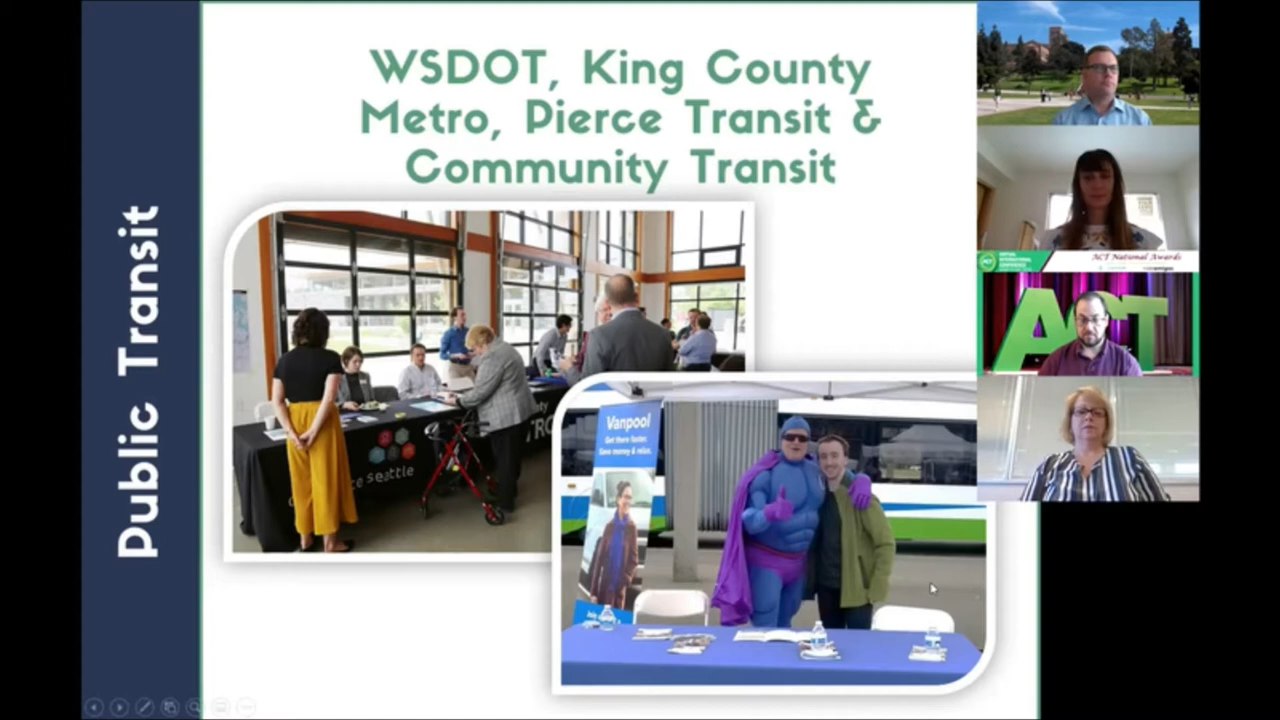 WSDOT, King County
Metro, Pierce Transit &
Community Transit
Public Transit
seattle
Vanpool
Get there faster.
Save money & relax.
ACT National Awards
ACT